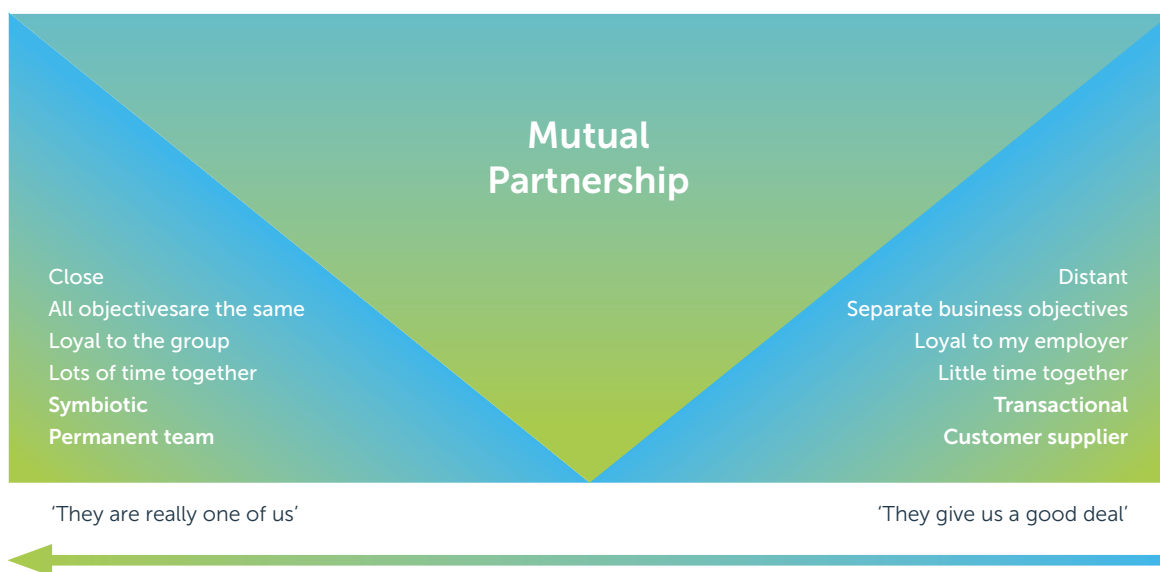 Mutual
Partnership
Close
All objectivesare the same
Loyal to the group
Lots of time together
Symbiotic
Permanent team
Distant
Separate business objectives
Loyal to my employer
Little time together
Transactional
Customer supplier
‘They are really one of us’
‘They give us a good deal’